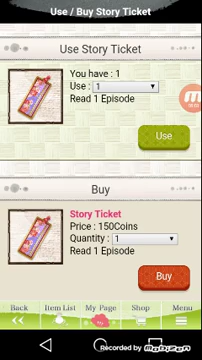 Use / Buy Story Ticket
Use Story Ticket
You have : 1
Use : 1
Read 1 Episode
Use
Buy
Story Ticket
Price : 150Coins
Quantity : 1
Read 1 Episode
Buy
Back Item List My Page Shop Menu
Recorded by Mobizen